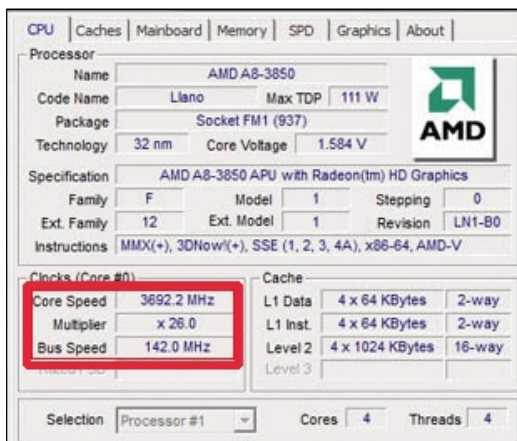 CPU Caches Mainboard Memory SPD Graphics About
Processor
Name AMD A8-3850
Code Name Llano Max TDP 111 W
Package Socket FM1 (937)
Technology 32 nm Core Voltage 1.584 V
AMD
Specification AMD A8-3850 APU with Radeon(tm) HD Graphics
Family F Model 1 Stepping 0
Ext. Family 12 Ext. Model 1 Revision LN1-B0
Instructions MMX(+), 3DNow!(+), SSE (1, 2, 3, 4A), x86-64, AMD-V
Clocks (Core #0) Cache
Core Speed 3692.2 MHz L1 Data 4 x 64 KBytes 2-way
Multiplier x 26.0 L1 Inst. 4 x 64 KBytes 2-way
Bus Speed 142.0 MHz Level 2 4 x 1024 KBytes 16-way
Rated FSB Level 3
Selection Processor #1 Cores 4 Threads 4